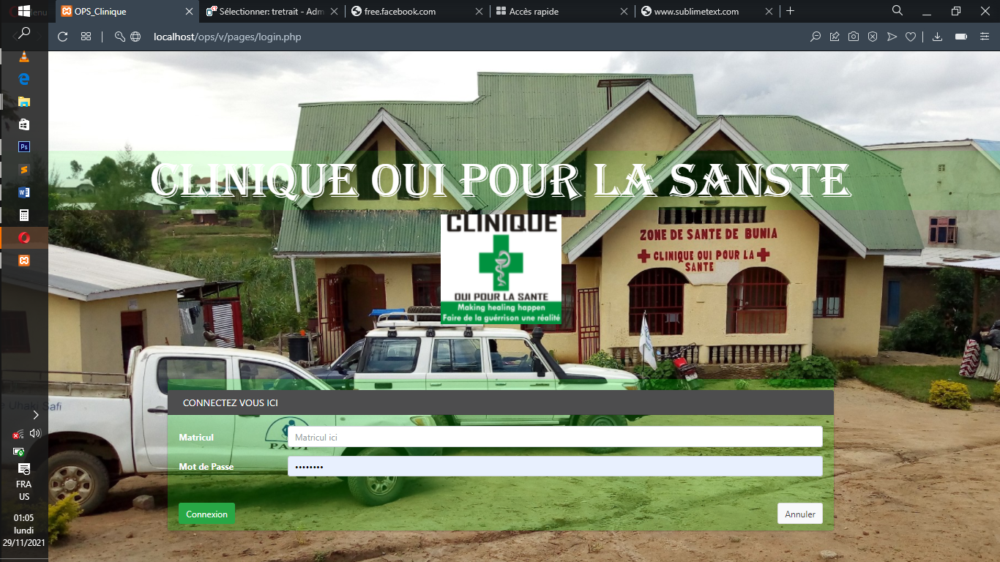 Menu
OPS_Clinique
Sélectionner: tretrait - Adm
free.facebook.com
Accès rapide
www.sublimetext.com
localhost/ops/v/pages/login.php
CLINIQUE OUI POUR LA SANSTE
CLINIQUE
OUI POUR LA SANTE
Making healing happen
Faire de la guérrison une réalité
ZONE DE SANTE DE BUNIA
CLINIQUE OUI POUR LA
SANTE
Uhaki Safi
PADI
CONNECTEZ VOUS ICI
Matricul
Matricul ici
Mot de Passe
••••••••
Connexion
Annuler
Ps
W
FRA
US
01:05
lundi
29/11/2021